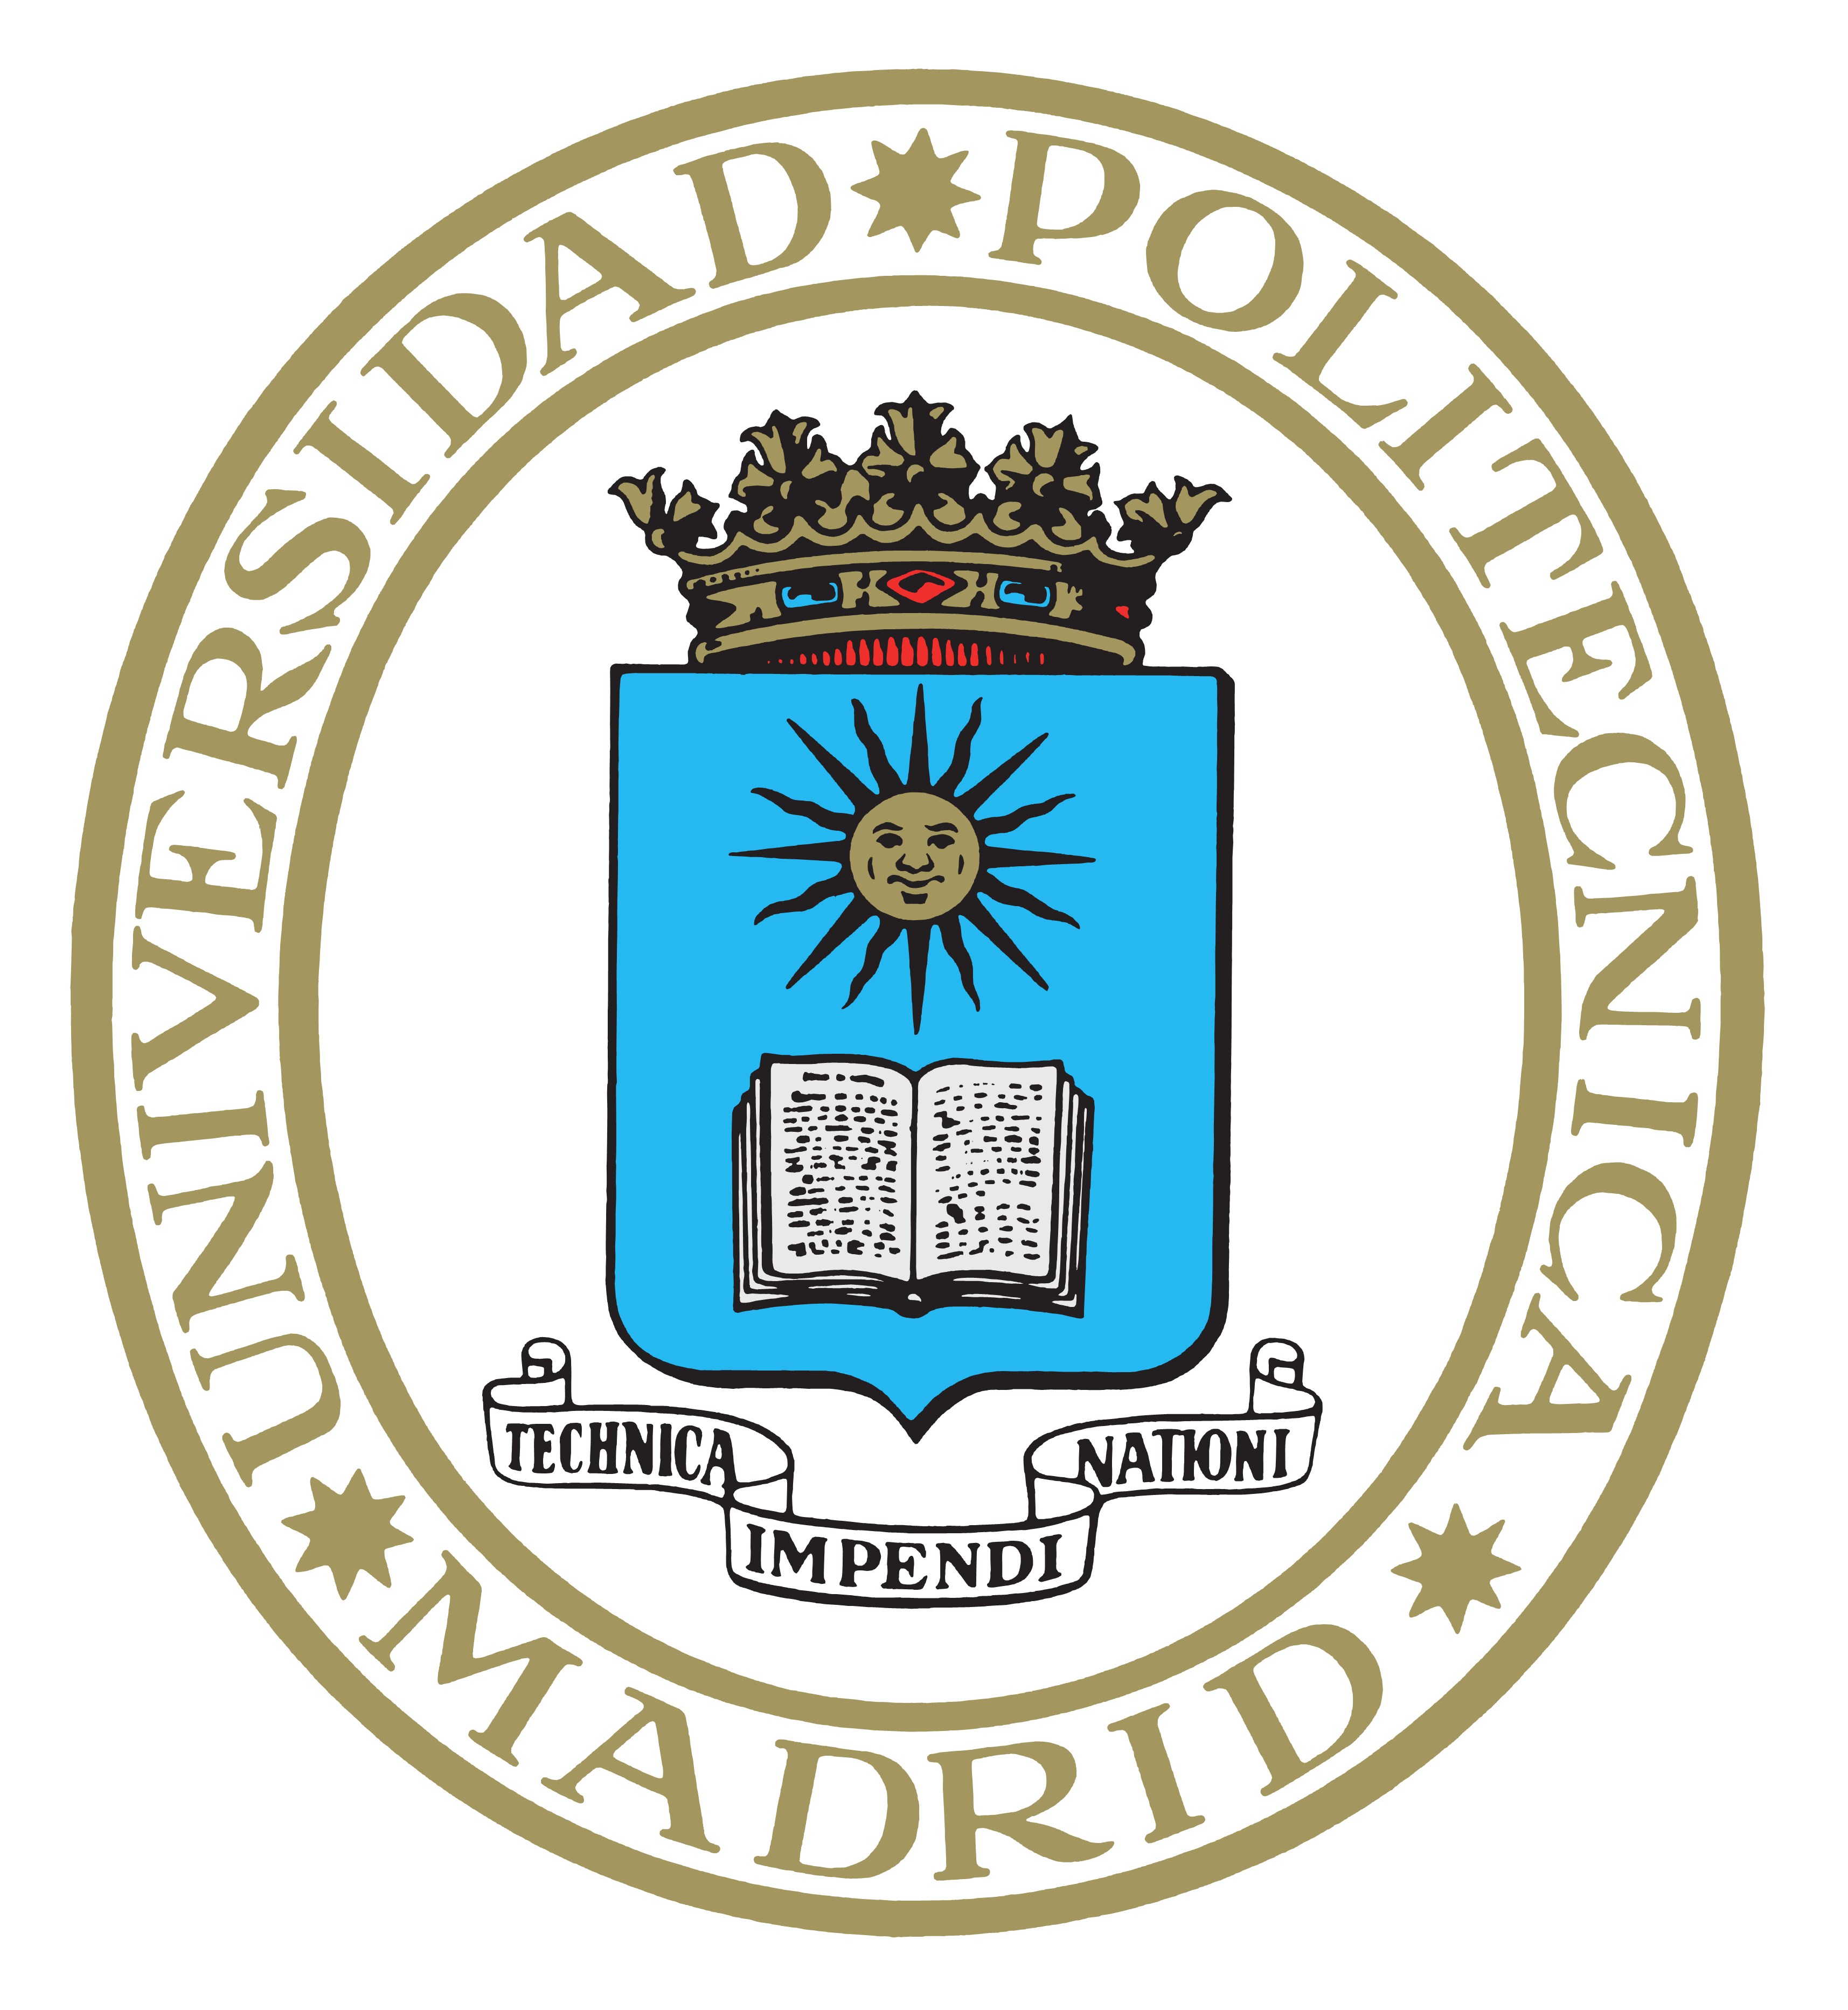 UNIVERSIDAD POLITECNICA
MADRID
TECHNICA
IMPENDI
NATIONI